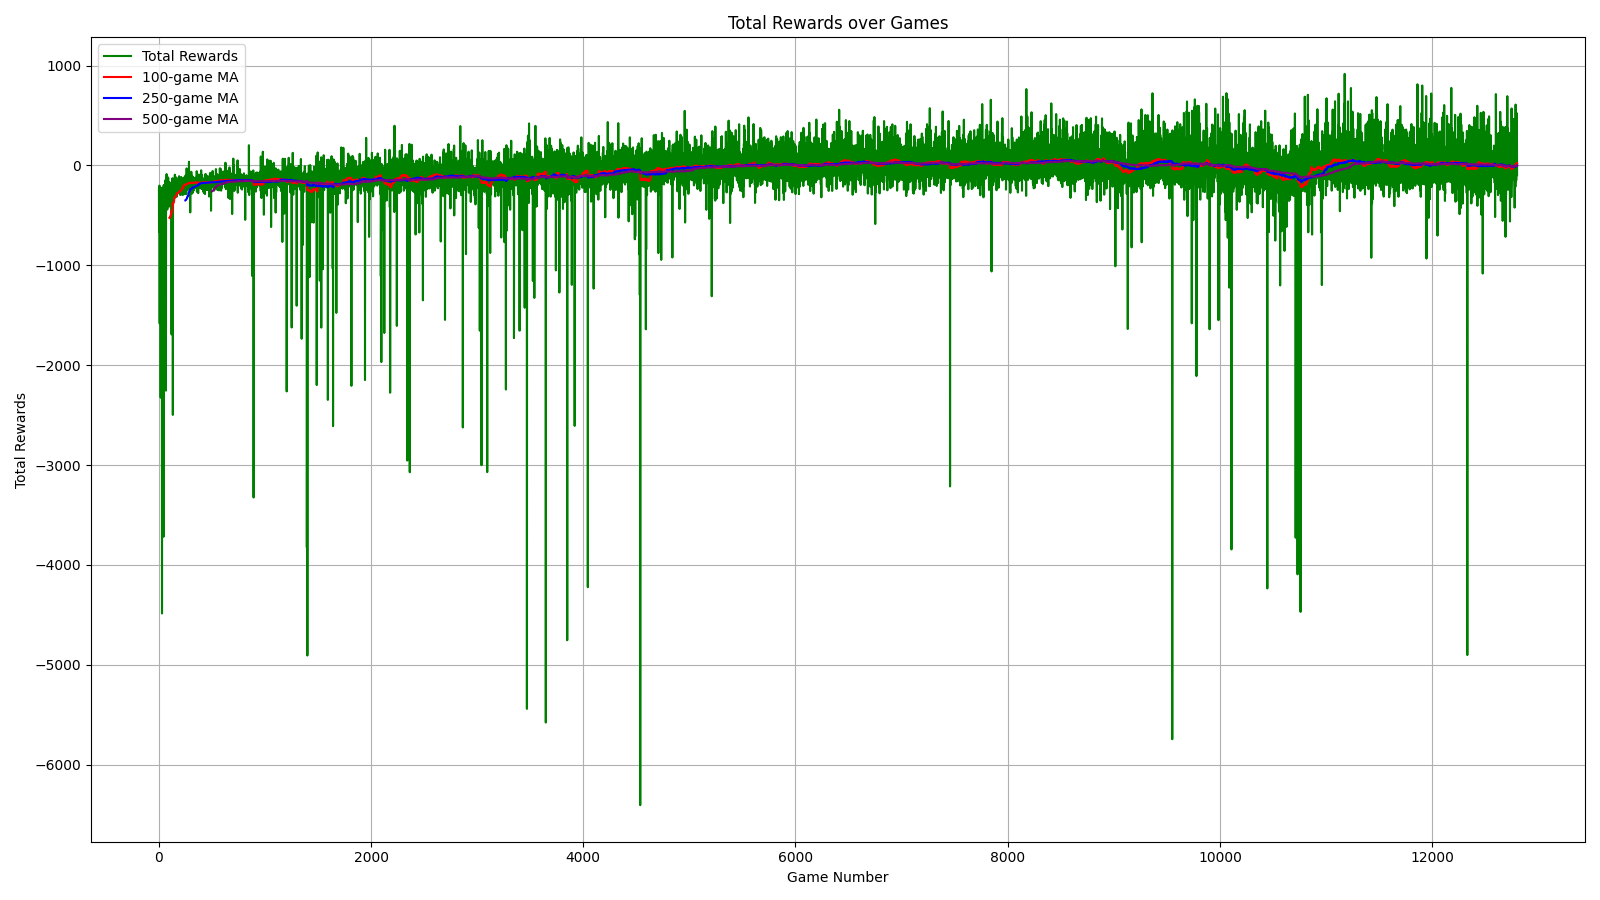 Total Rewards over Games
Total Rewards
100-game MA
250-game MA
500-game MA
1000
0
−1000
−2000
−3000
−4000
−5000
−6000
Total Rewards
0 2000 4000 6000 8000 10000 12000
Game Number